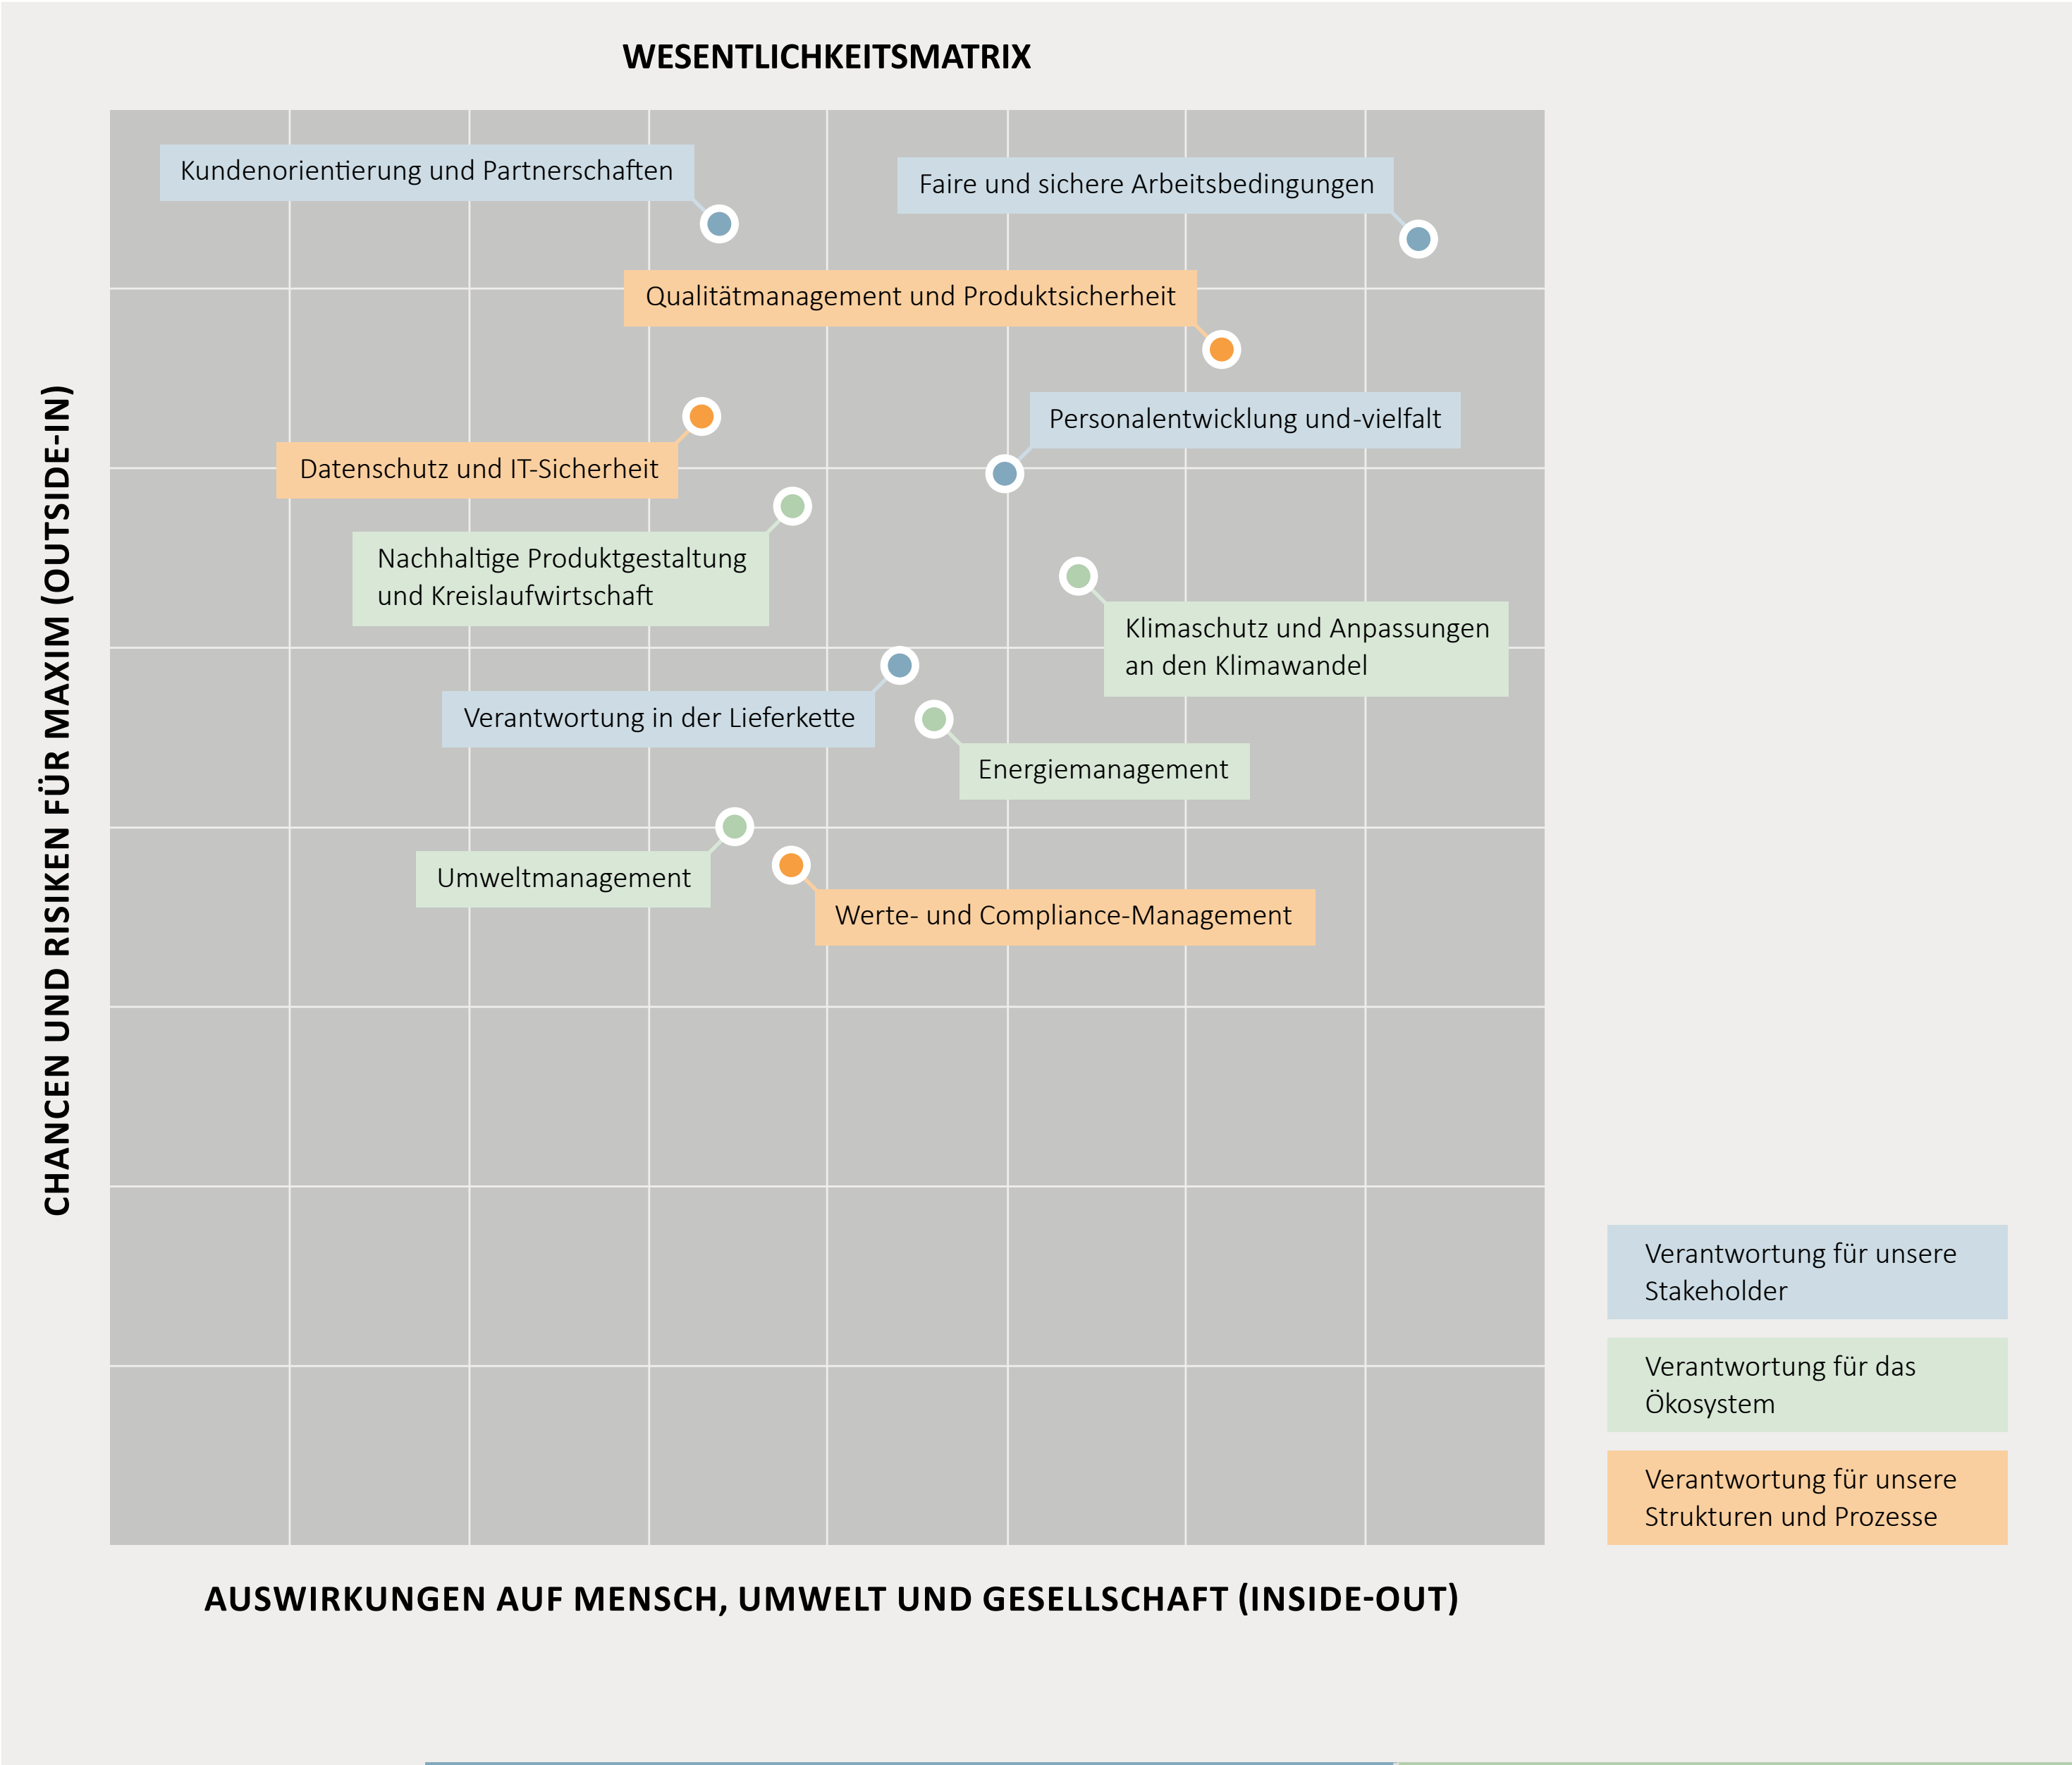 WESENTLICHKEITSMATRIX
CHANCEN UND RISIKEN FÜR MAXIM (OUTSIDE-IN)
Kundenorientierung und Partnerschaften
Faire und sichere Arbeitsbedingungen
Qualitätmanagement und Produktsicherheit
Personalentwicklung und-vielfalt
Datenschutz und IT-Sicherheit
Nachhaltige Produktgestaltung
und Kreislaufwirtschaft
Klimaschutz und Anpassungen
an den Klimawandel
Verantwortung in der Lieferkette
Energiemanagement
Umweltmanagement
Werte- und Compliance-Management
Verantwortung für unsere
Stakeholder
Verantwortung für das
Ökosystem
Verantwortung für unsere
Strukturen und Prozesse
AUSWIRKUNGEN AUF MENSCH, UMWELT UND GESELLSCHAFT (INSIDE-OUT)